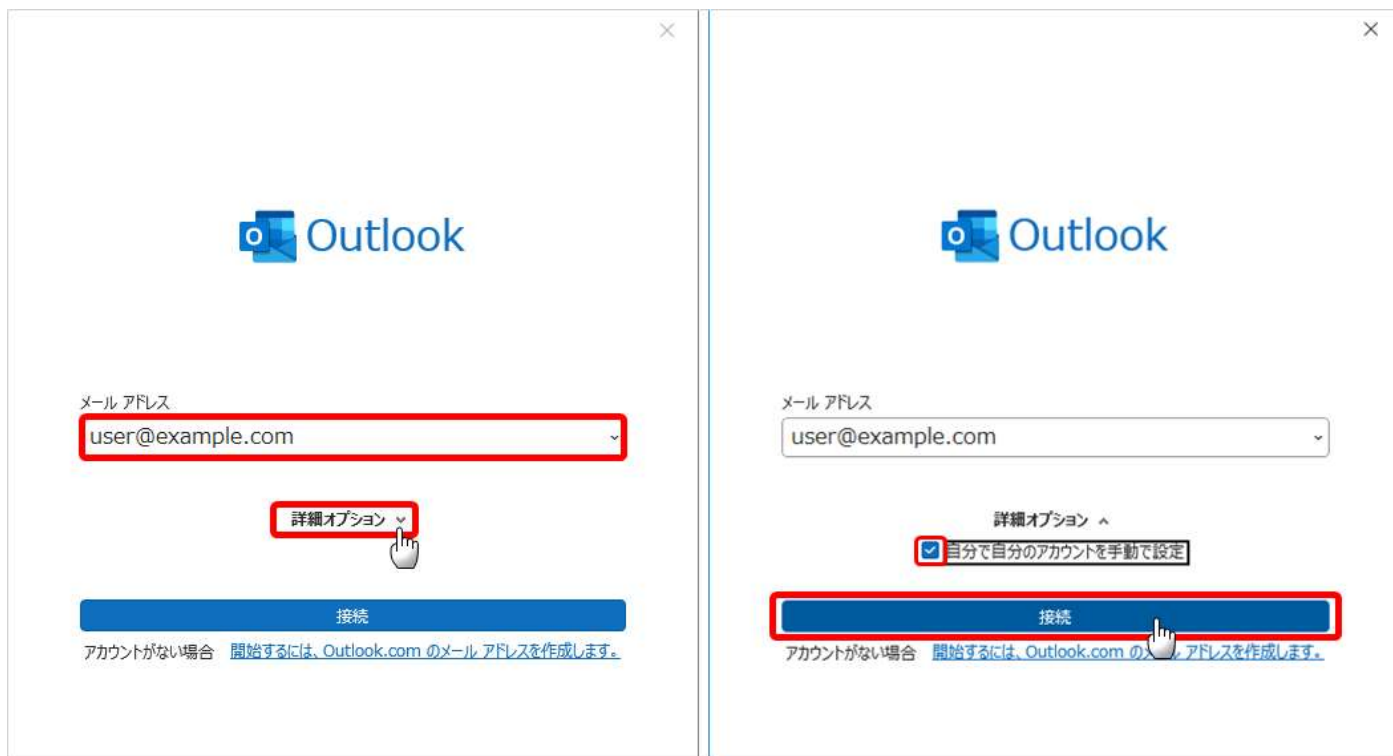 Outlook
メール アドレス
user@example.com
詳細オプション
接続
アカウントがない場合 開始するには、Outlook.com のメール アドレスを作成します。
Outlook
メール アドレス
user@example.com
詳細オプション
自分で自分のアカウントを手動で設定
接続
アカウントがない場合 開始するには、Outlook.com のメール アドレスを作成します。